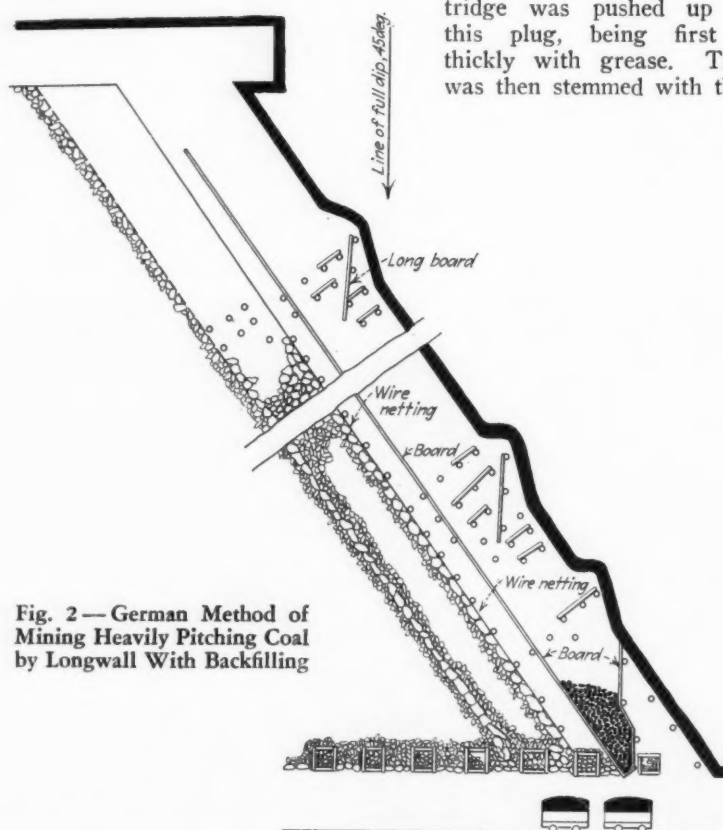 tridge was pushed up
this plug, being first
thickly with grease. T
was then stemmed with t
Line of full dip, 45deg.
Long board
Wire
netting
Board
Wire netting
Board
Fig. 2—German Method of
Mining Heavily Pitching Coal
by Longwall With Backfilling